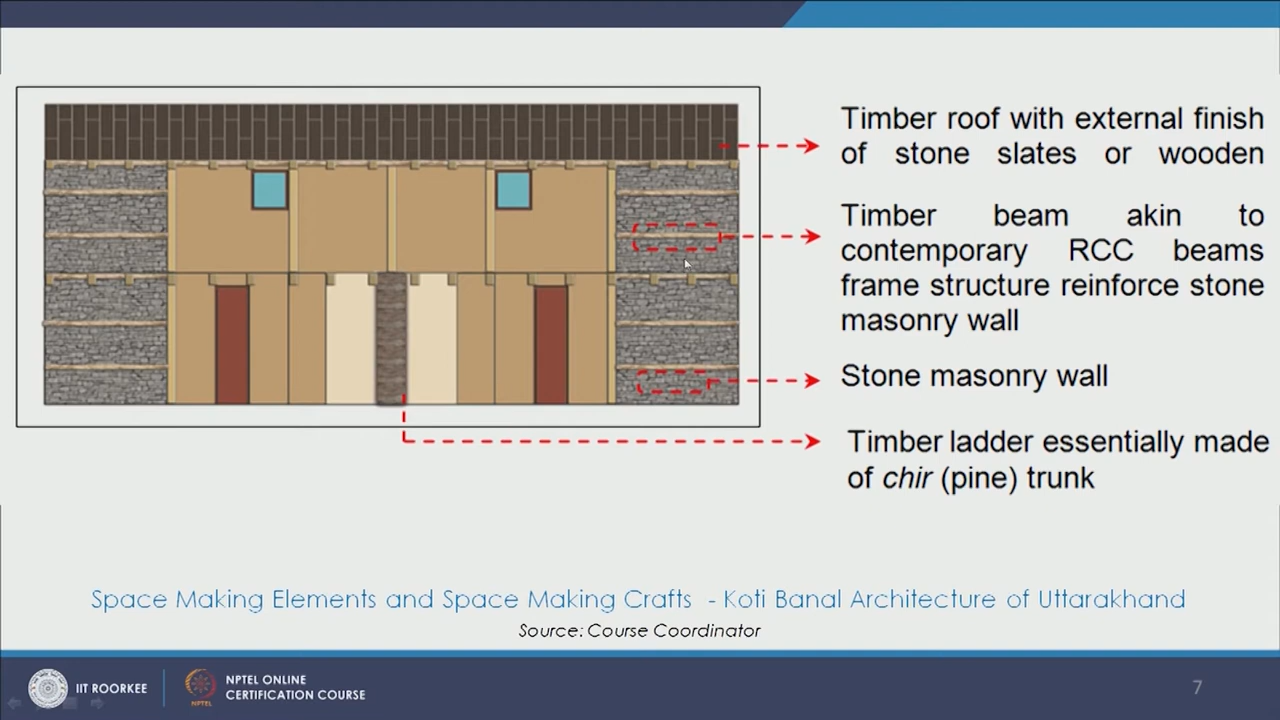 Timber roof with external finish
of stone slates or wooden
Timber beam akin to
contemporary RCC beams
frame structure reinforce stone
masonry wall
Stone masonry wall
Timber ladder essentially made
of chir (pine) trunk
Space Making Elements and Space Making Crafts - Koti Banal Architecture of Uttarakhand
Source: Course Coordinator
IIT ROORKEE
NPTEL
NPTEL ONLINE
CERTIFICATION COURSE
7